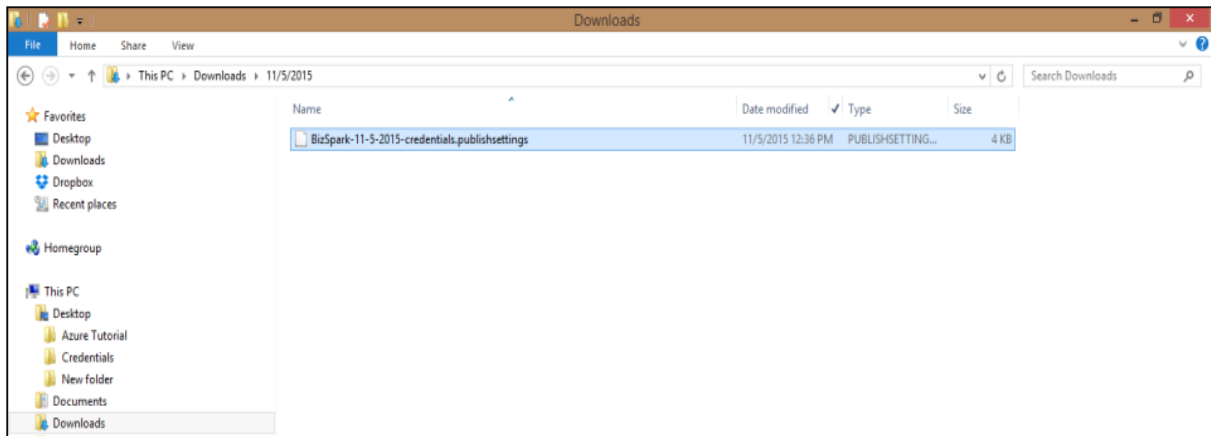 Downloads
File Home Share View
This PC Downloads 11/5/2015 Search Downloads
Name Date modified Type Size
BizSpark-11-5-2015-credentials.publishsettings 11/5/2015 12:36 PM PUBLISHSETTING... 4 KB
Favorites
Desktop
Downloads
Dropbox
Recent places
Homegroup
This PC
Desktop
Azure Tutorial
Credentials
New folder
Documents
Downloads